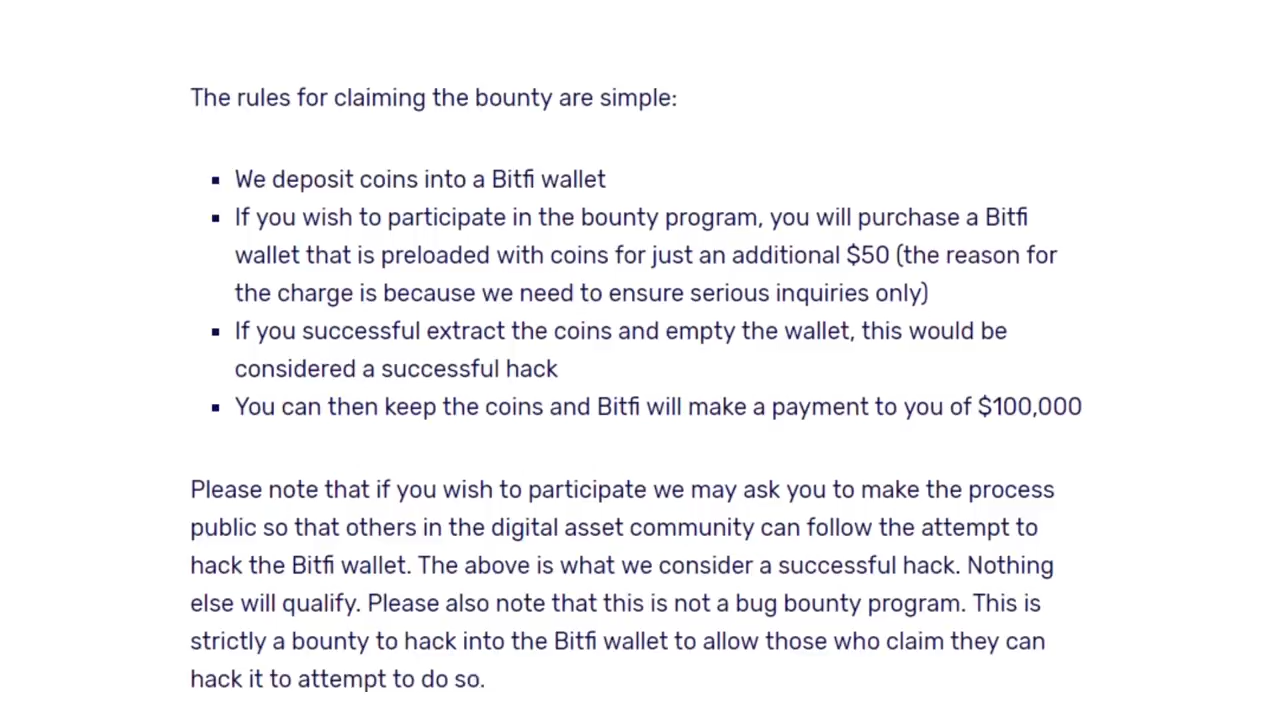 The rules for claiming the bounty are simple:
▪ We deposit coins into a Bitfi wallet
▪ If you wish to participate in the bounty program, you will purchase a Bitfi
wallet that is preloaded with coins for just an additional $50 (the reason for
the charge is because we need to ensure serious inquiries only)
▪ If you successful extract the coins and empty the wallet, this would be
considered a successful hack
▪ You can then keep the coins and Bitfi will make a payment to you of $100,000
Please note that if you wish to participate we may ask you to make the process
public so that others in the digital asset community can follow the attempt to
hack the Bitfi wallet. The above is what we consider a successful hack. Nothing
else will qualify. Please also note that this is not a bug bounty program. This is
strictly a bounty to hack into the Bitfi wallet to allow those who claim they can
hack it to attempt to do so.